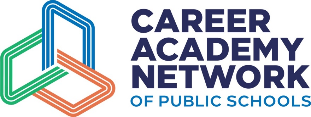 CAREER
ACADEMY
NETWORK
OF PUBLIC SCHOOLS